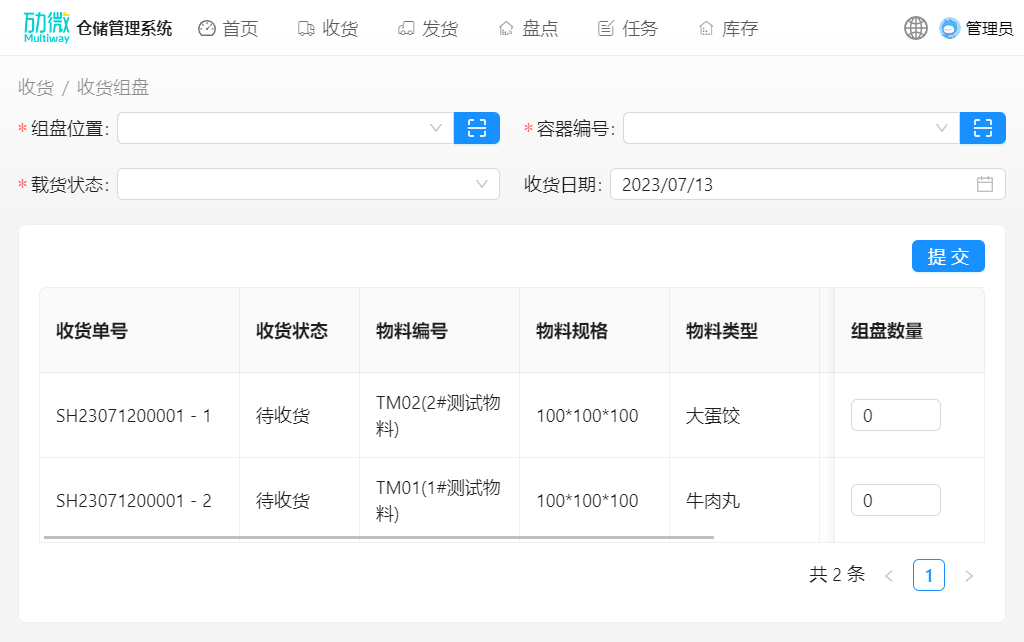 劢微 Multiway 仓储管理系统 首页 收货 发货 盘点 任务 库存 管理员
收货 / 收货组盘
* 组盘位置: * 容器编号:
* 载货状态: 收货日期: 2023/07/13
提 交
收货单号 收货状态 物料编号 物料规格 物料类型 组盘数量
SH23071200001 - 1 待收货 TM02(2#测试物料) 100*100*100 大蛋饺 0
SH23071200001 - 2 待收货 TM01(1#测试物料) 100*100*100 牛肉丸 0
共 2 条 < 1 >